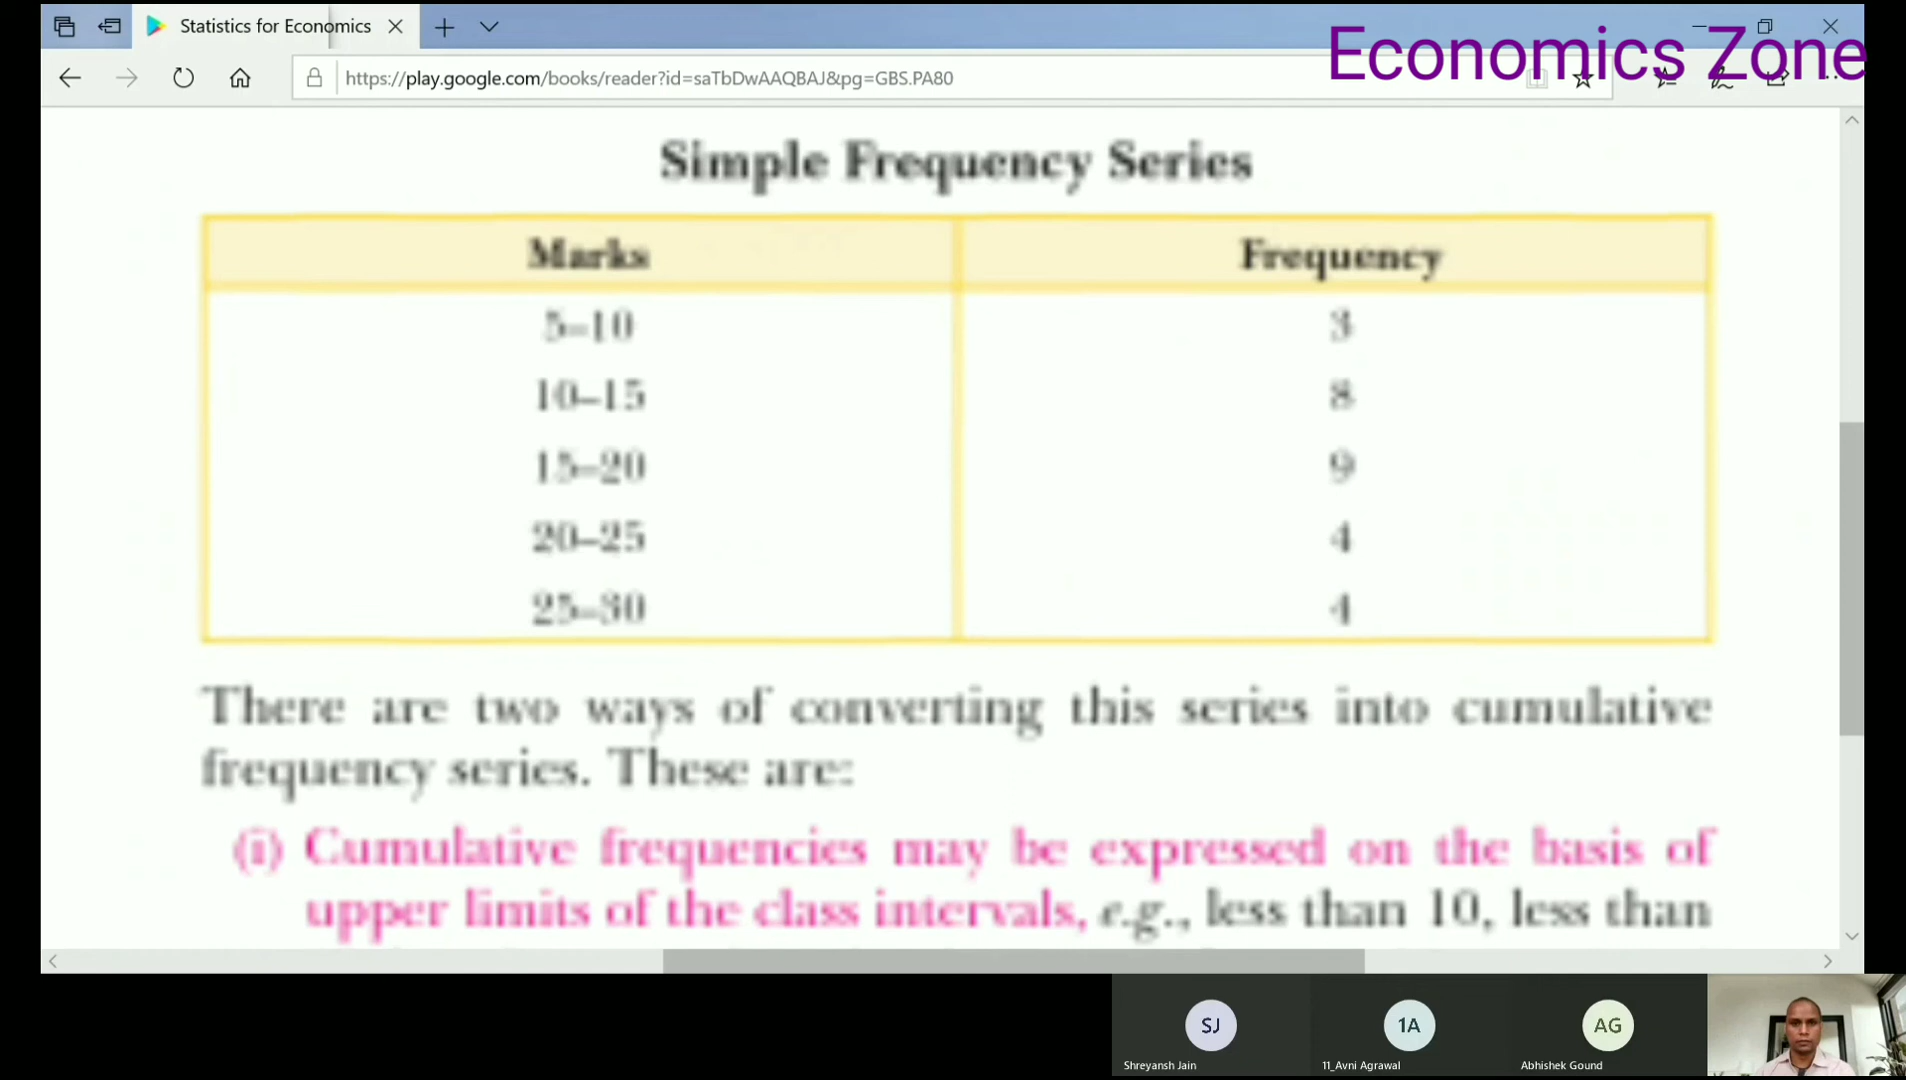 Statistics for Economics
Economics Zone
https://play.google.com/books/reader?id=saTbDwAAQBAJ&pg=GBS.PA80
Simple Frequency Series
Marks Frequency
5–10 3
10–15 8
15–20 9
20–25 4
25–30 4
There are two ways of converting this series into cumulative
frequency series. These are:
(i) Cumulative frequencies may be expressed on the basis of
upper limits of the class intervals, e.g., less than 10, less than
SJ 1A AG
Shreyansh Jain 11_Avni Agrawal Abhishek Gound